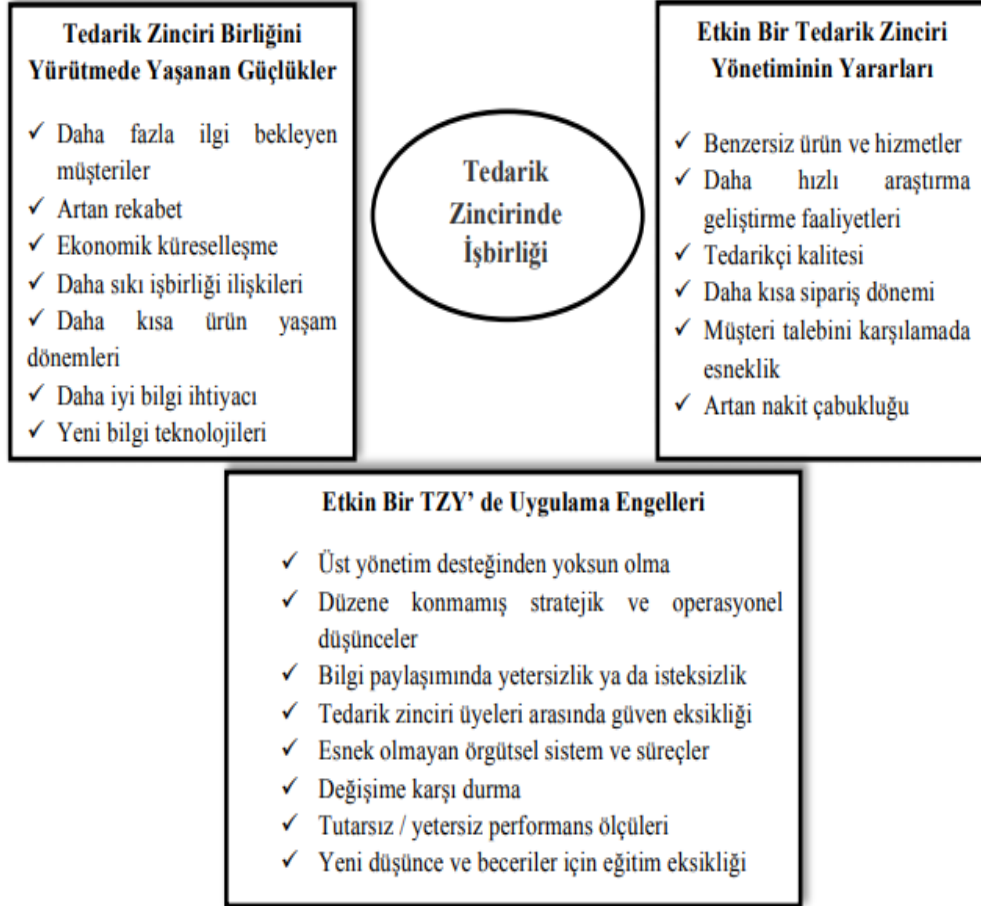 Tedarik Zinciri Birliğini
Yürütmede Yaşanan Güçlükler
✓ Daha fazla ilgi bekleyen
müşteriler
✓ Artan rekabet
✓ Ekonomik küreselleşme
✓ Daha sıkı işbirliği ilişkileri
✓ Daha kısa ürün yaşam
dönemleri
✓ Daha iyi bilgi ihtiyacı
✓ Yeni bilgi teknolojileri
Tedarik
Zincirinde
İşbirliği
Etkin Bir Tedarik Zinciri
Yönetiminin Yararları
✓ Benzersiz ürün ve hizmetler
✓ Daha hızlı araştırma
geliştirme faaliyetleri
✓ Tedarikçi kalitesi
✓ Daha kısa sipariş dönemi
✓ Müşteri talebini karşılamada
esneklik
✓ Artan nakit çabukluğu
Etkin Bir TZY’ de Uygulama Engelleri
✓ Üst yönetim desteğinden yoksun olma
✓ Düzene konmamış stratejik ve operasyonel
düşünceler
✓ Bilgi paylaşımında yetersizlik ya da isteksizlik
✓ Tedarik zinciri üyeleri arasında güven eksikliği
✓ Esnek olmayan örgütsel sistem ve süreçler
✓ Değişime karşı durma
✓ Tutarsız / yetersiz performans ölçüleri
✓ Yeni düşünce ve beceriler için eğitim eksikliği